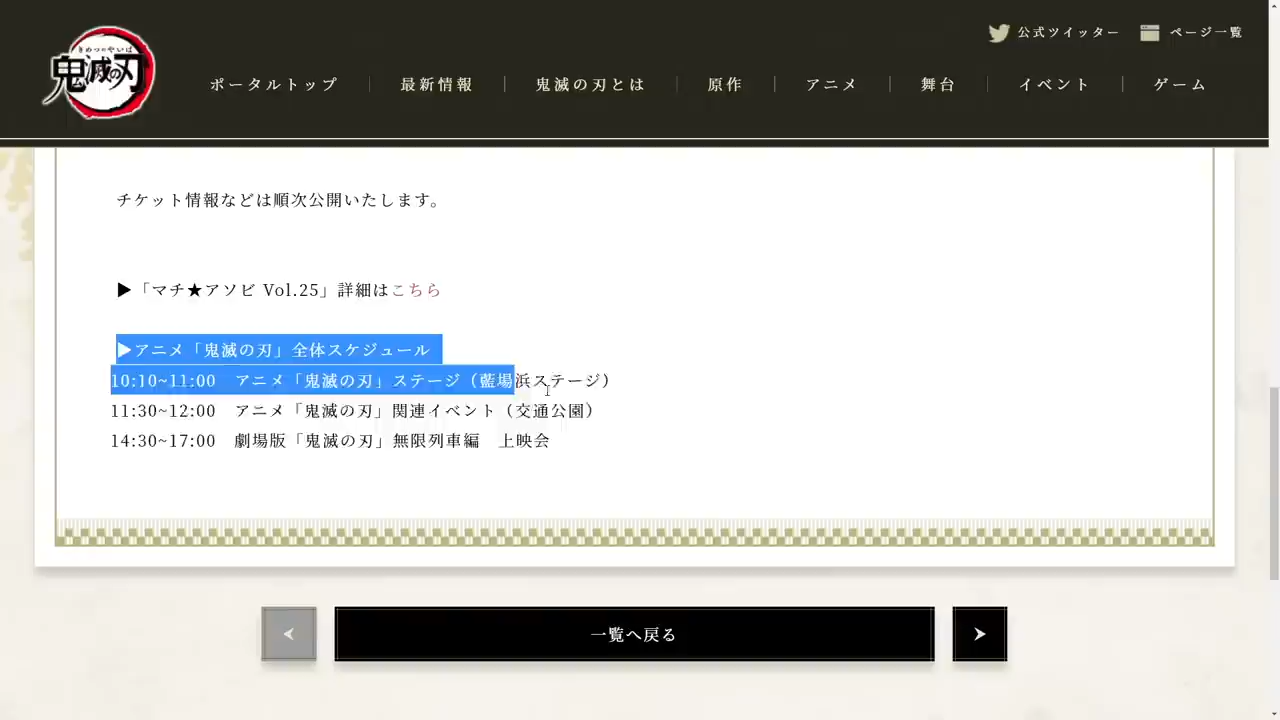 きめつのやいば
鬼滅の刃
公式ツイッター
ページ一覧
ポータルトップ
最新情報
鬼滅の刃とは
原作
アニメ
舞台
イベント
ゲーム
チケット情報などは順次公開いたします。
▶「マチ★アソビ Vol.25」詳細はこちら
▶アニメ「鬼滅の刃」全体スケジュール
10:10~11:00　アニメ「鬼滅の刃」ステージ（藍場浜ステージ）
11:30~12:00　アニメ「鬼滅の刃」関連イベント（交通公園）
14:30~17:00　劇場版「鬼滅の刃」無限列車編　上映会
一覧へ戻る